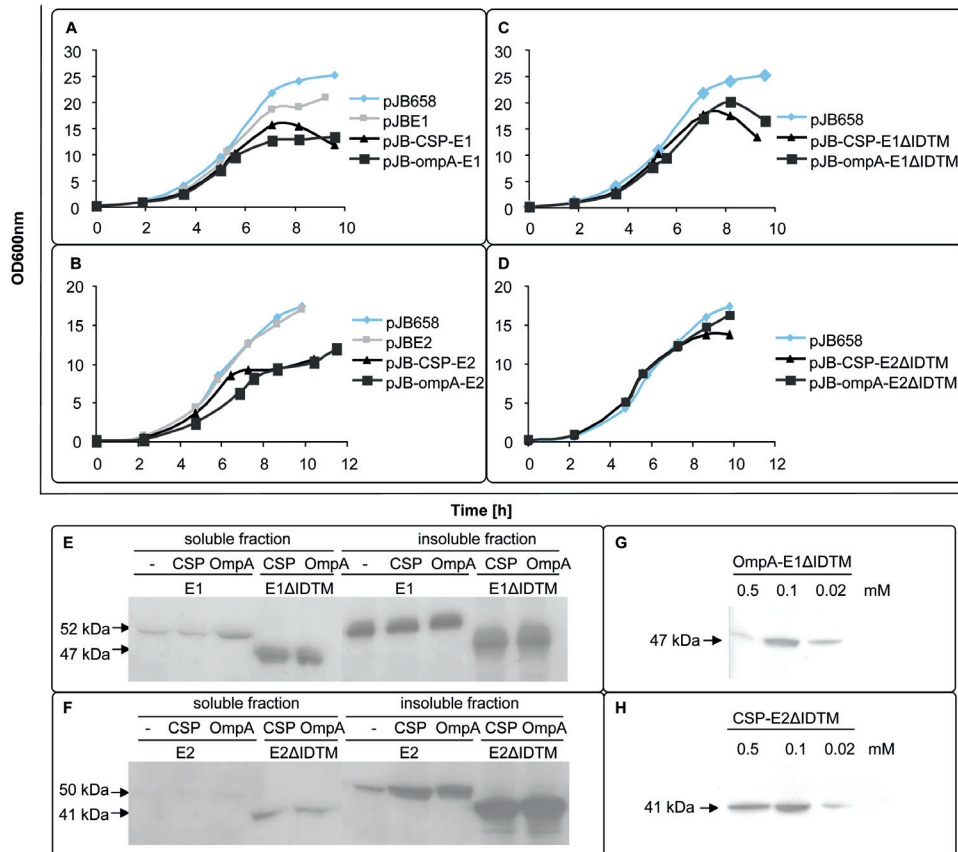 A
30
25
20
15
10
5
0
0 2 4 6 8 10
pJB658
pJBE1
pJB-CSP-E1
pJB-ompA-E1
C
30
25
20
15
10
5
0
0 2 4 6 8 10 12
pJB658
pJB-CSP-E1ΔIDTM
pJB-ompA-E1ΔIDTM
OD600nm
B
20
15
10
5
0
0 2 4 6 8 10 12
pJB658
pJBE2
pJB-CSP-E2
pJB-ompA-E2
D
20
15
10
5
0
0 2 4 6 8 10 12
pJB658
pJB-CSP-E2ΔIDTM
pJB-ompA-E2ΔIDTM
Time [h]
E
soluble fraction insoluble fraction
- CSP OmpA CSP OmpA - CSP OmpA CSP OmpA
E1 E1ΔIDTM E1 E1ΔIDTM
52 kDa
47 kDa
G
OmpA-E1ΔIDTM
0.5 0.1 0.02 mM
47 kDa
F
soluble fraction insoluble fraction
- CSP OmpA CSP OmpA - CSP OmpA CSP OmpA
E2 E2ΔIDTM E2 E2ΔIDTM
50 kDa
41 kDa
H
CSP-E2ΔIDTM
0.5 0.1 0.02 mM
41 kDa